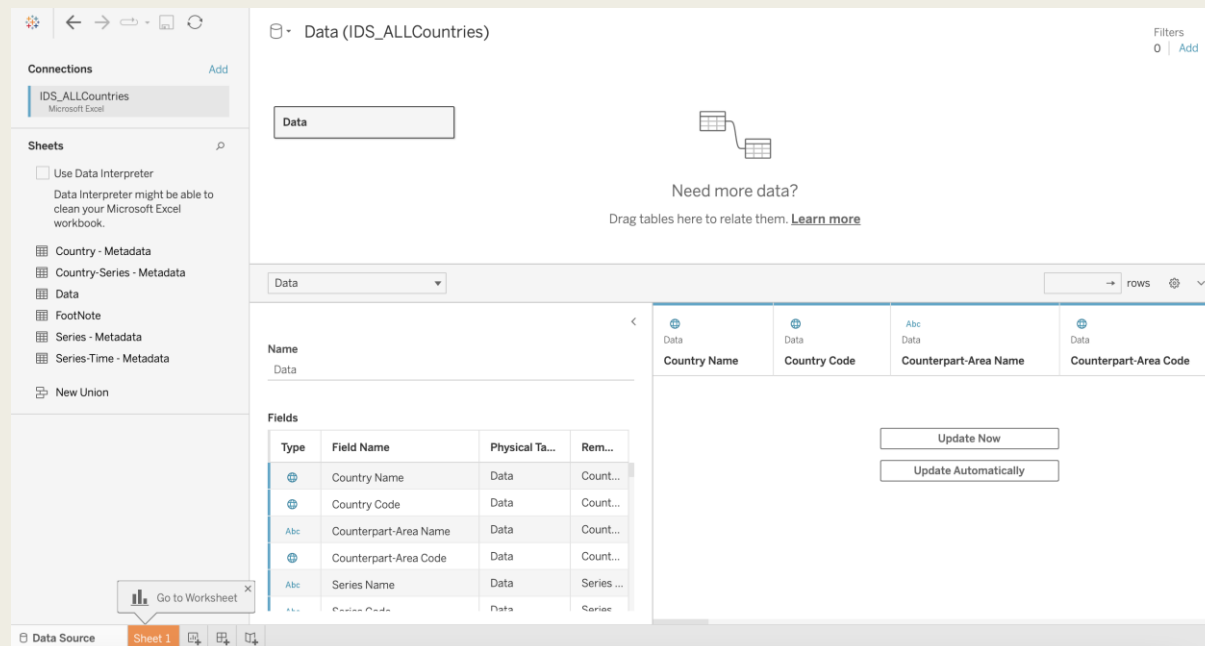 Data (IDS_ALLCountries)
Filters
0 Add
Connections Add
IDS_ALLCountries
Microsoft Excel
Sheets
Use Data Interpreter
Data Interpreter might be able to
clean your Microsoft Excel
workbook.
Country - Metadata
Country-Series - Metadata
Data
FootNote
Series - Metadata
Series-Time - Metadata
New Union
Data
Need more data?
Drag tables here to relate them. Learn more
Data
rows
Name
Data
Fields
Type Field Name Physical Ta... Rem...
Country Name Data Count...
Country Code Data Count...
Abc Counterpart-Area Name Data Count...
Counterpart-Area Code Data Count...
Abc Series Name Data Series ...
Abc Series Code Data Series
Data
Country Name
Data
Country Code
Abc
Data
Counterpart-Area Name
Data
Counterpart-Area Code
Update Now
Update Automatically
Go to Worksheet
Data Source
Sheet 1